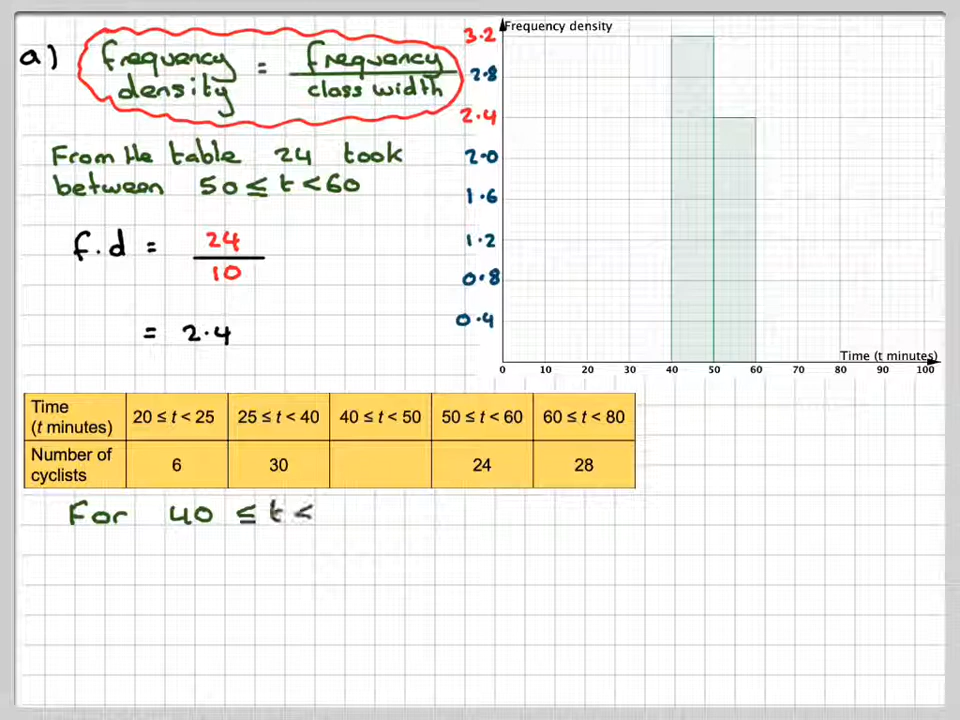 a)
frequency density = frequency / class width
From the table 24 took
between 50 ≤ t < 60
f.d = 24 / 10
= 2.4
Frequency density
3.2
2.8
2.4
2.0
1.6
1.2
0.8
0.4
Time (t minutes)
0 10 20 30 40 50 60 70 80 90 100
Time (t minutes) 20 ≤ t < 25 25 ≤ t < 40 40 ≤ t < 50 50 ≤ t < 60 60 ≤ t < 80
Number of cyclists 6 30 24 28
For 40 ≤ t <